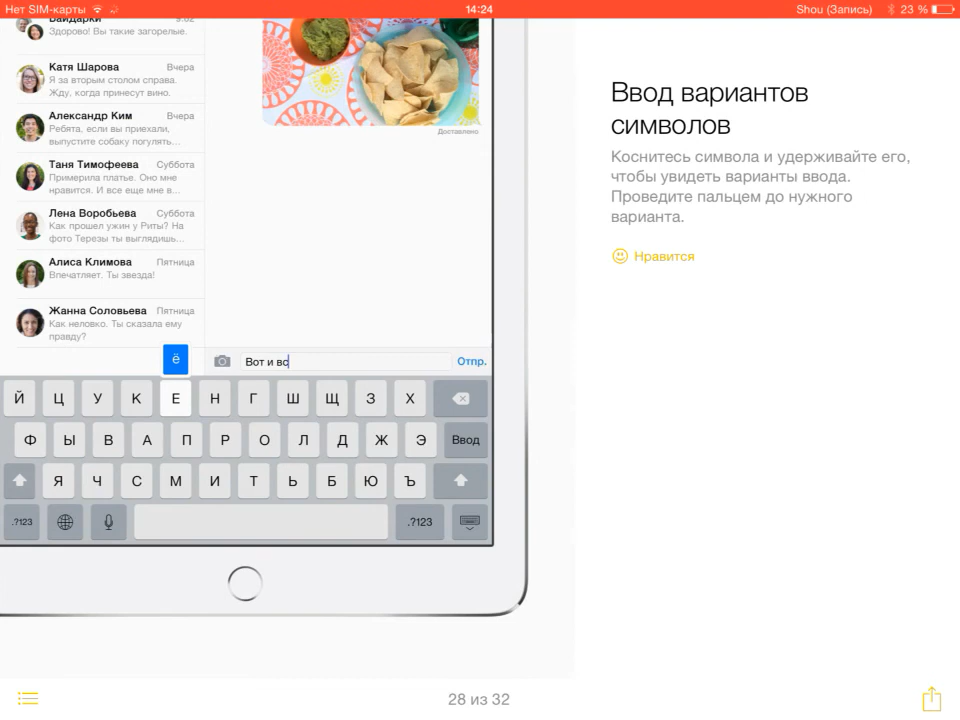 Нет SIM-карты
14:24
Shou (Запись)
23 %
Байдарки 9:02
Здорово! Вы такие загорелые.
Катя Шарова Вчера
Я за вторым столом справа.
Жду, когда принесут вино.
Александр Ким Вчера
Ребята, если вы приехали,
выпустите собаку погулять...
Таня Тимофеева Суббота
Примерила платье. Оно мне
нравится. И все еще мне в...
Лена Воробьева Суббота
Как прошел ужин у Риты? На
фото Терезы ты выглядишь...
Алиса Климова Пятница
Впечатляет. Ты звезда!
Жанна Соловьева Пятница
Как неловко. Ты сказала ему
правду?
Доставлено
ё
Вот и вс
Отпр.
Й Ц У К Е Н Г Ш Щ З Х
Ф Ы В А П Р О Л Д Ж Э Ввод
Я Ч С М И Т Ь Б Ю Ъ
.?123 .?123
Ввод вариантов
символов
Коснитесь символа и удерживайте его,
чтобы увидеть варианты ввода.
Проведите пальцем до нужного
варианта.
Нравится
28 из 32